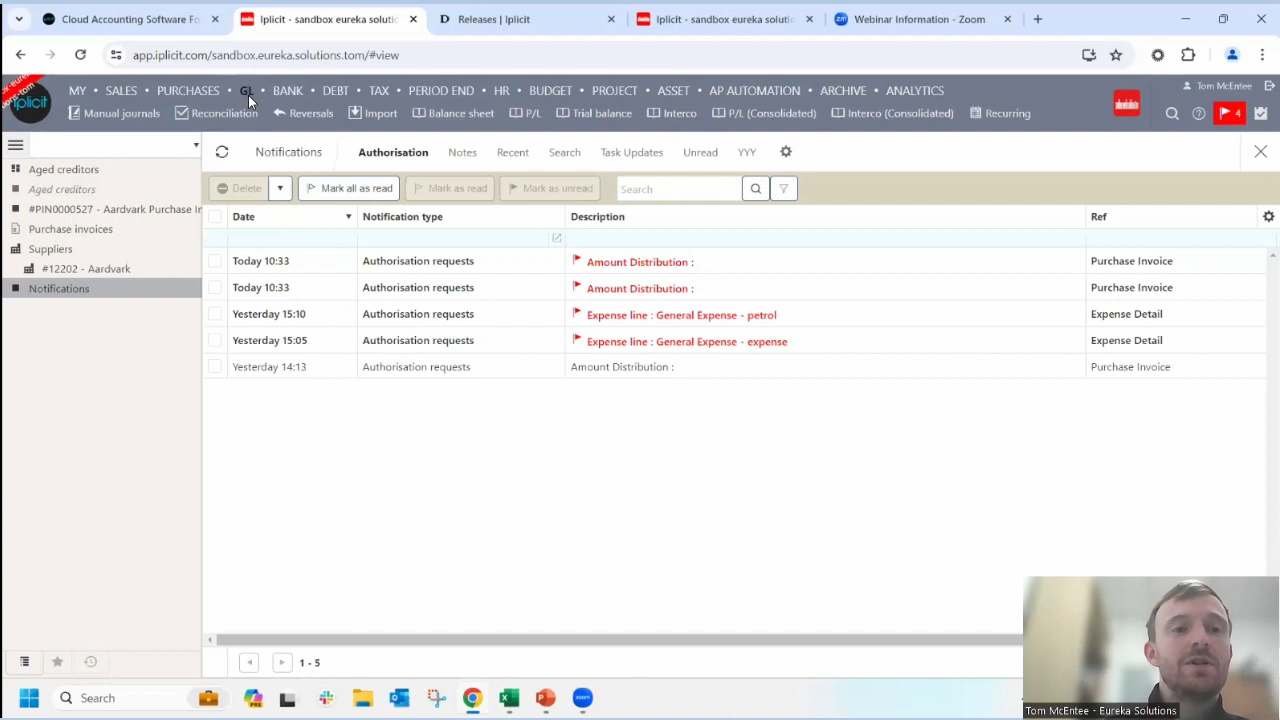 Cloud Accounting Software Fo
Iplicit - sandbox eureka solutio
Releases | Iplicit
Iplicit - sandbox eureka solutio
Webinar Information - Zoom
app.iplicit.com/sandbox.eureka.solutions.tom/#view
iplicit
MY • SALES • PURCHASES • GL • BANK • DEBT • TAX • PERIOD END • HR • BUDGET • PROJECT • ASSET • AP AUTOMATION • ARCHIVE • ANALYTICS
Tom McEntee
Manual journals
Reconciliation
Reversals
Import
Balance sheet
P/L
Trial balance
Interco
P/L (Consolidated)
Interco (Consolidated)
Recurring
4
Aged creditors
Aged creditors
#PIN0000527 - Aardvark Purchase In
Purchase invoices
Suppliers
#12202 - Aardvark
Notifications
Notifications
Authorisation
Notes
Recent
Search
Task Updates
Unread
YYY
Delete
Mark all as read
Mark as read
Mark as unread
Search
Date
Notification type
Description
Ref
Today 10:33 Authorisation requests Amount Distribution : Purchase Invoice
Today 10:33 Authorisation requests Amount Distribution : Purchase Invoice
Yesterday 15:10 Authorisation requests Expense line : General Expense - petrol Expense Detail
Yesterday 15:05 Authorisation requests Expense line : General Expense - expense Expense Detail
Yesterday 14:13 Authorisation requests Amount Distribution : Purchase Invoice
1 - 5
Search
Tom McEntee - Eureka Solutions